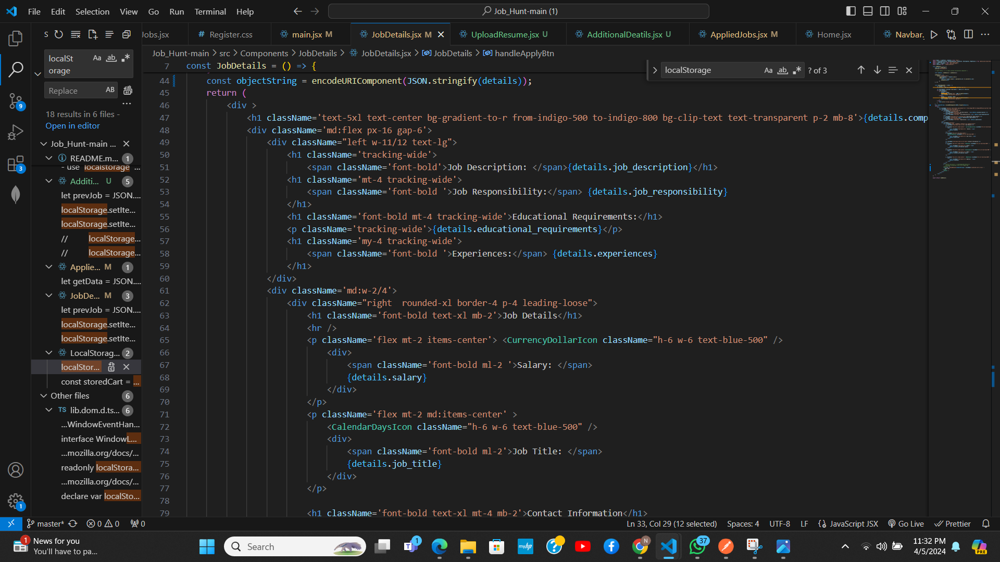 File Edit Selection View Go Run Terminal Help
Job_Hunt-main (1)
S
Jobs.jsx
# Register.css
main.jsx M
JobDetails.jsx M
UploadResume.jsx U
AdditionalDeatils.jsx U
AppliedJobs.jsx M
Home.jsx
Navbar.
localSt
orage
Aa ab
Replace
AB
18 results in 6 files -
Open in editor
Job_Hunt-main ...
README.m... 1
- use localstorage ...
Additi... U 5
let prevJob = JSON....
localStorage.setIte...
localStorage.setIte...
// localStorage...
// localStorage...
Applie... M 1
let getData = JSON....
JobDe... M 3
let prevJob = JSON....
localStorage.setIte...
localStorage.setIte...
LocalStorag... 2
localStor...
const storedCart = ...
Other files 6
TS lib.dom.d.ts... 6
...WindowEventHan...
interface WindowL...
...mozilla.org/docs/...
readonly localStora...
...mozilla.org/docs/...
declare var localSto...
9
3
1
Job_Hunt-main > src > Components > JobDetails > JobDetails.jsx > JobDetails > handleApplyBtn
localStorage Aa ab ? of 3
7 const JobDetails = () => {
44 const objectString = encodeURIComponent(JSON.stringify(details));
45 return (
46 <div >
47 <h1 className='text-5xl text-center bg-gradient-to-r from-indigo-500 to-indigo-800 bg-clip-text text-transparent p-2 mb-8'>{details.comp
48 <div className='md:flex px-16 gap-6'>
49 <div className="left w-11/12 text-lg">
50 <h1 className='tracking-wide'>
51 <span className='font-bold'>Job Description: </span>{details.job_description}</h1>
52 <h1 className='mt-4 tracking-wide'>
53 <span className='font-bold '>Job Responsibility:</span> {details.job_responsibility}
54 </h1>
55 <h1 className='font-bold mt-4 tracking-wide'>Educational Requirements:</h1>
56 <p className='tracking-wide'>{details.educational_requirements}</p>
57 <h1 className='my-4 tracking-wide'>
58 <span className='font-bold '>Experiences:</span> {details.experiences}
59 </h1>
60 </div>
61 <div className='md:w-2/4'>
62 <div className="right  rounded-xl border-4 p-4 leading-loose">
63 <h1 className='font-bold text-xl mb-2'>Job Details</h1>
64 <hr />
65 <p className='flex mt-2 items-center'> <CurrencyDollarIcon className="h-6 w-6 text-blue-500" />
66 <div>
67 <span className='font-bold ml-2 '>Salary: </span>
68 {details.salary}
69 </div>
70 </p>
71 <p className='flex mt-2 md:items-center' >
72 <CalendarDaysIcon className="h-6 w-6 text-blue-500" />
73 <div>
74 <span className='font-bold ml-2'>Job Title: </span>
75 {details.job_title}
76 </div>
77 </p>
78
79 <h1 className='font-bold text-xl mt-4 mb-2'>Contact Information</h1>
master* 0 0 0 Ln 33, Col 29 (12 selected) Spaces: 4 UTF-8 LF JavaScript JSX Go Live Prettier
1 News for you
You'll have to pa...
Search
1
myhp
N
37
11:32 PM
4/5/2024
PRE